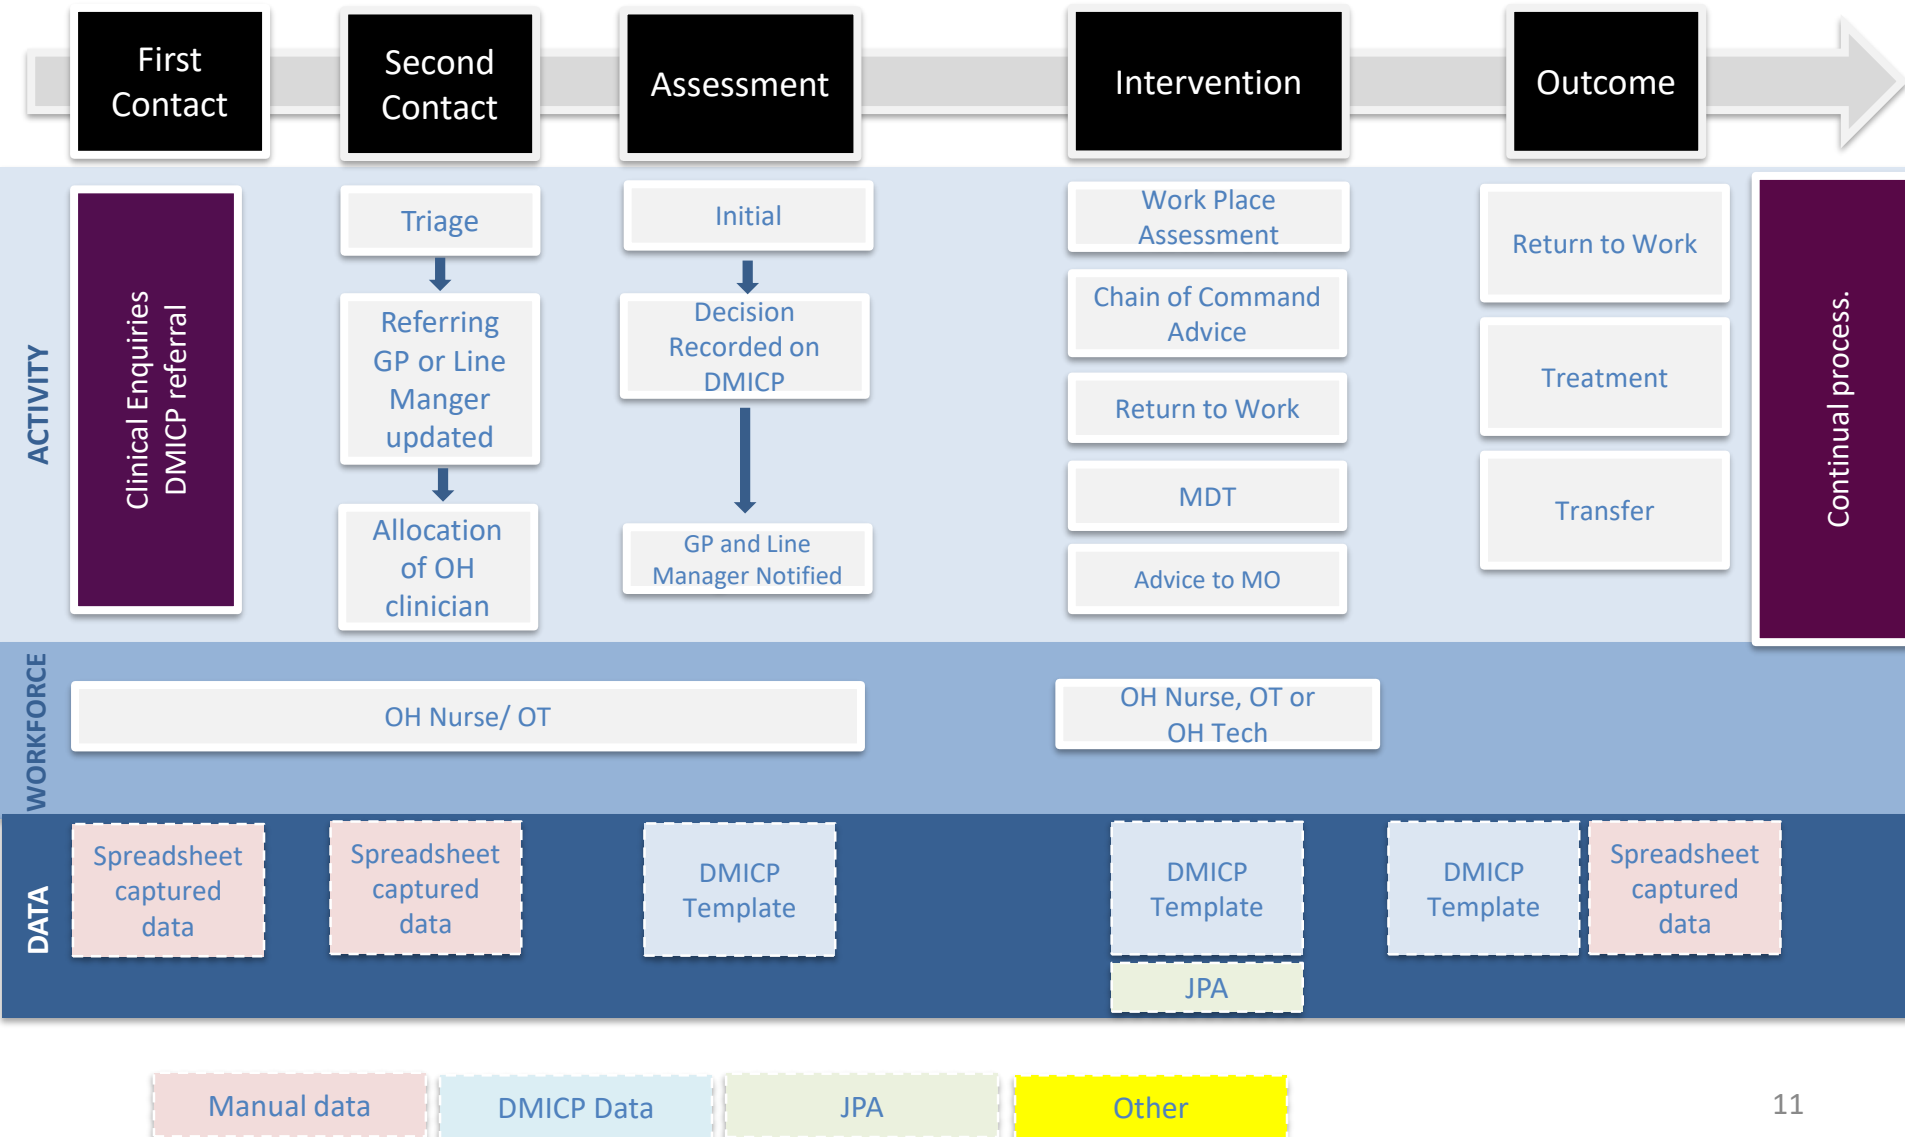 First
Contact
Second
Contact
Assessment
Intervention
Outcome
ACTIVITY
Clinical Enquiries
DMICP referral
Triage
Referring
GP or Line
Manger
updated
Allocation
of OH
clinician
Initial
Decision
Recorded on
DMICP
GP and Line
Manager Notified
Work Place
Assessment
Chain of Command
Advice
Return to Work
MDT
Advice to MO
Return to Work
Treatment
Transfer
Continual process.
WORKFORCE
OH Nurse/ OT
OH Nurse, OT or
OH Tech
DATA
Spreadsheet
captured
data
Spreadsheet
captured
data
DMICP
Template
DMICP
Template
JPA
DMICP
Template
Spreadsheet
captured
data
Manual data
DMICP Data
JPA
Other
11